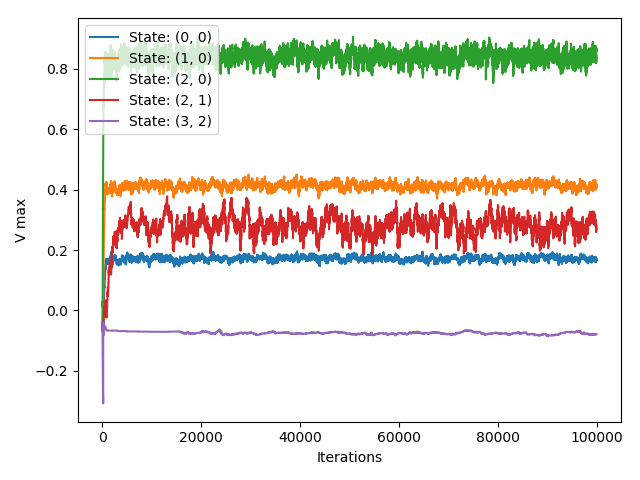 State: (0, 0)
State: (1, 0)
State: (2, 0)
State: (2, 1)
State: (3, 2)
V max
0.8
0.6
0.4
0.2
0.0
−0.2
0 20000 40000 60000 80000 100000
Iterations